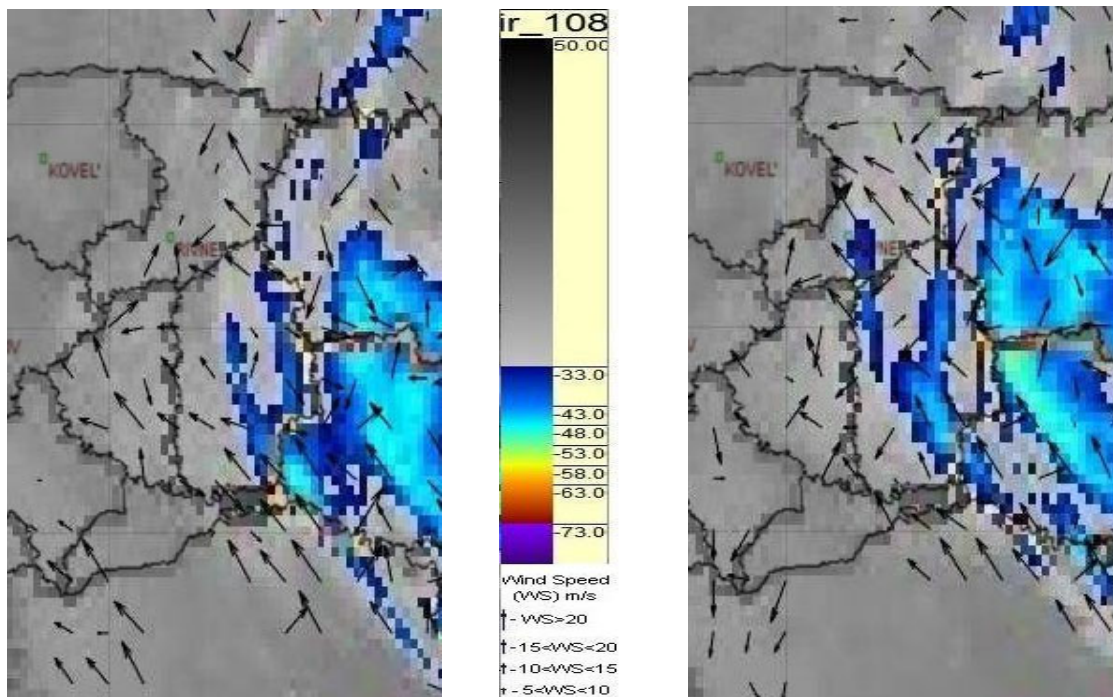 KOVEL'
ir_108
50.00
-33.0
-43.0
-48.0
-53.0
-58.0
-63.0
-73.0
Wind Speed
(WS) m/s
- WS>20
-15<WS<20
-10<WS<15
- 5<WS<10
KOVEL'